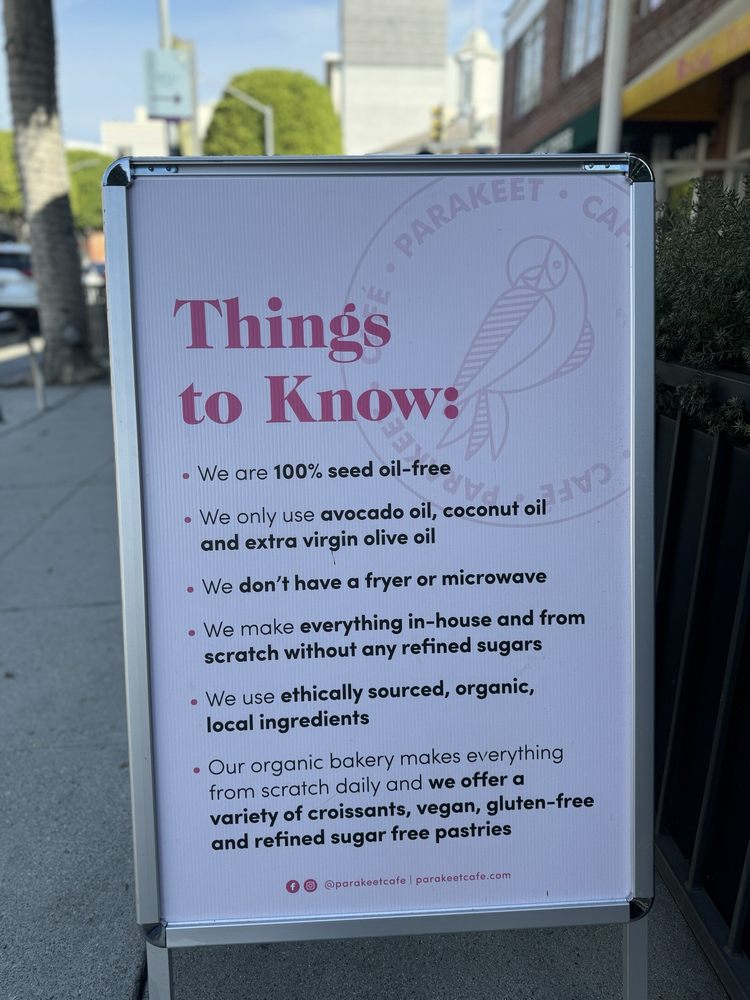 PARAKEET • CAFÉ • PARAKEET • CAFÉ
Things
to Know:
• We are 100% seed oil-free
• We only use avocado oil, coconut oil
and extra virgin olive oil
• We don't have a fryer or microwave
• We make everything in-house and from
scratch without any refined sugars
• We use ethically sourced, organic,
local ingredients
• Our organic bakery makes everything
from scratch daily and we offer a
variety of croissants, vegan, gluten-free
and refined sugar free pastries
@parakeetcafe | parakeetcafe.com